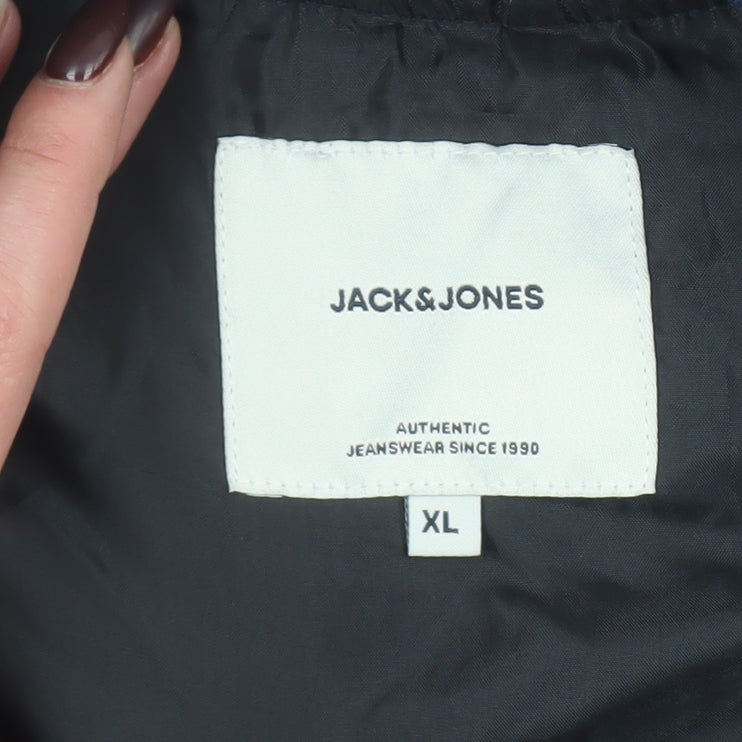 JACK&JONES
AUTHENTIC
JEANSWEAR SINCE 1990
XL